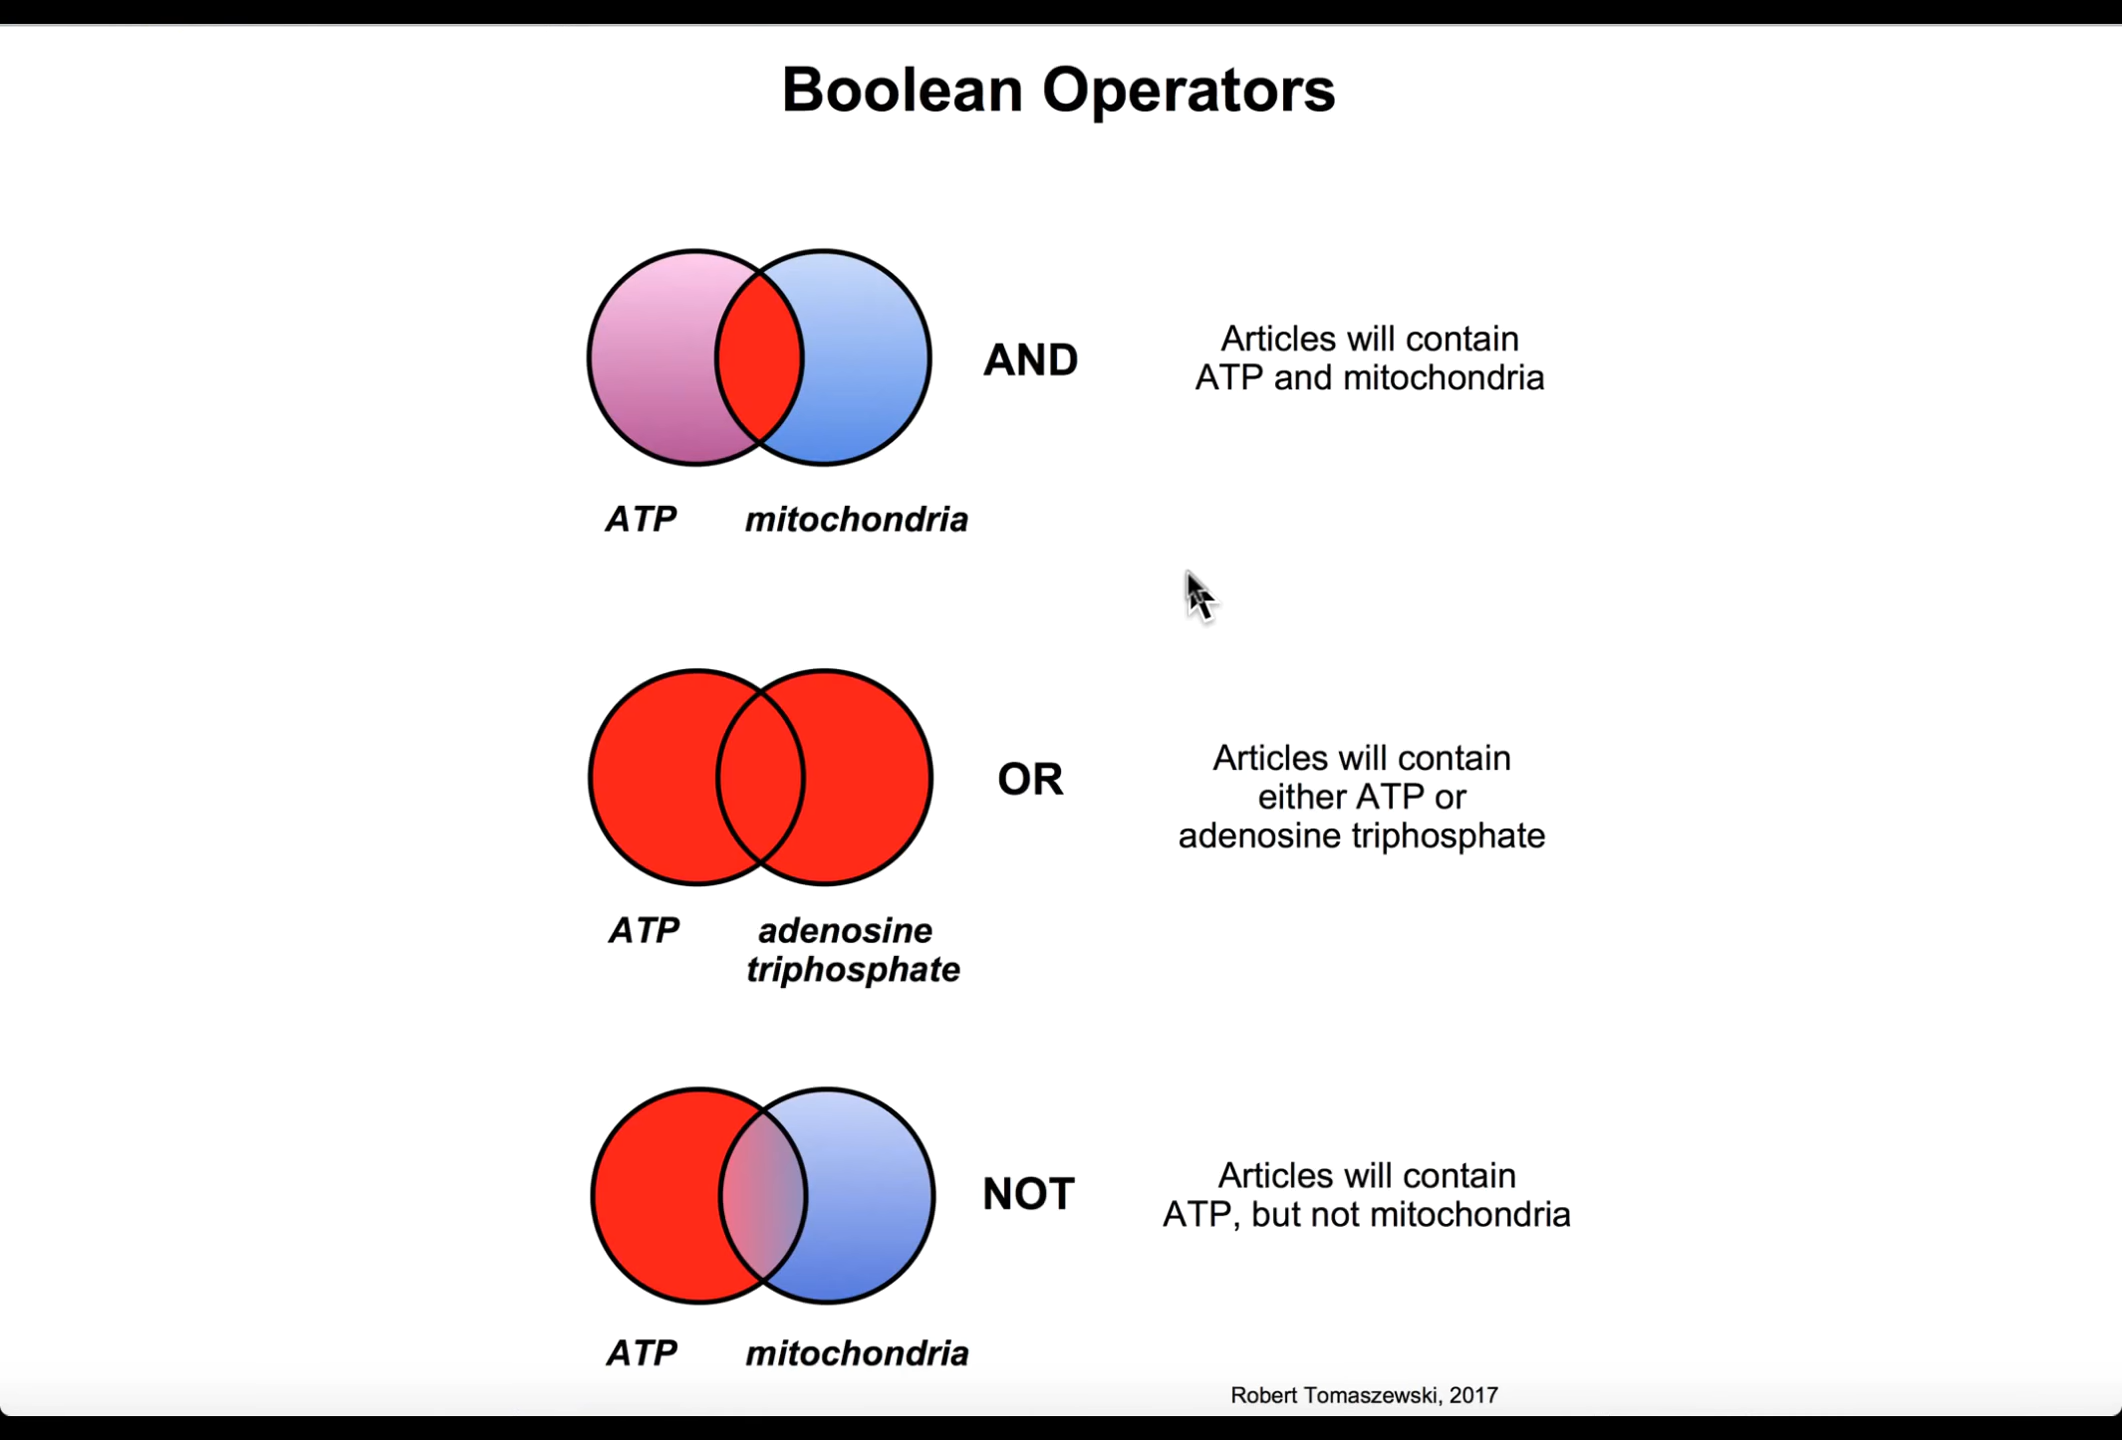 Boolean Operators
AND
Articles will contain
ATP and mitochondria
ATP mitochondria
OR
Articles will contain
either ATP or
adenosine triphosphate
ATP adenosine
triphosphate
NOT
Articles will contain
ATP, but not mitochondria
ATP mitochondria
Robert Tomaszewski, 2017